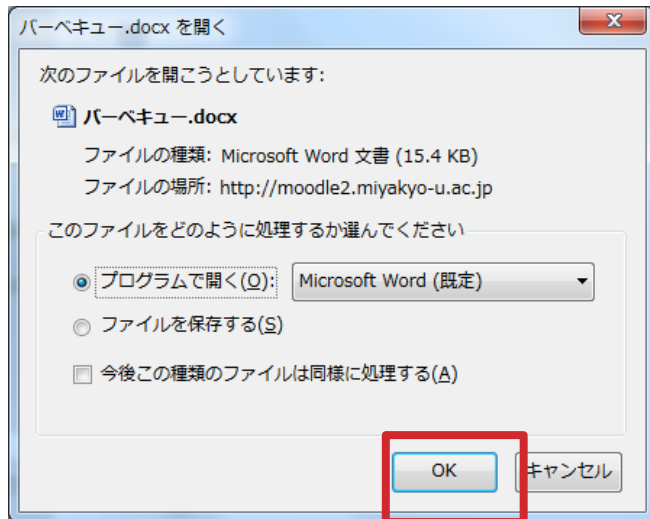 バーベキュー.docx を開く
次のファイルを開こうとしています:
バーベキュー.docx
ファイルの種類: Microsoft Word 文書 (15.4 KB)
ファイルの場所: http://moodle2.miyakyo-u.ac.jp
このファイルをどのように処理するか選んでください
プログラムで開く(O): Microsoft Word (既定)
ファイルを保存する(S)
今後この種類のファイルは同様に処理する(A)
OK キャンセル